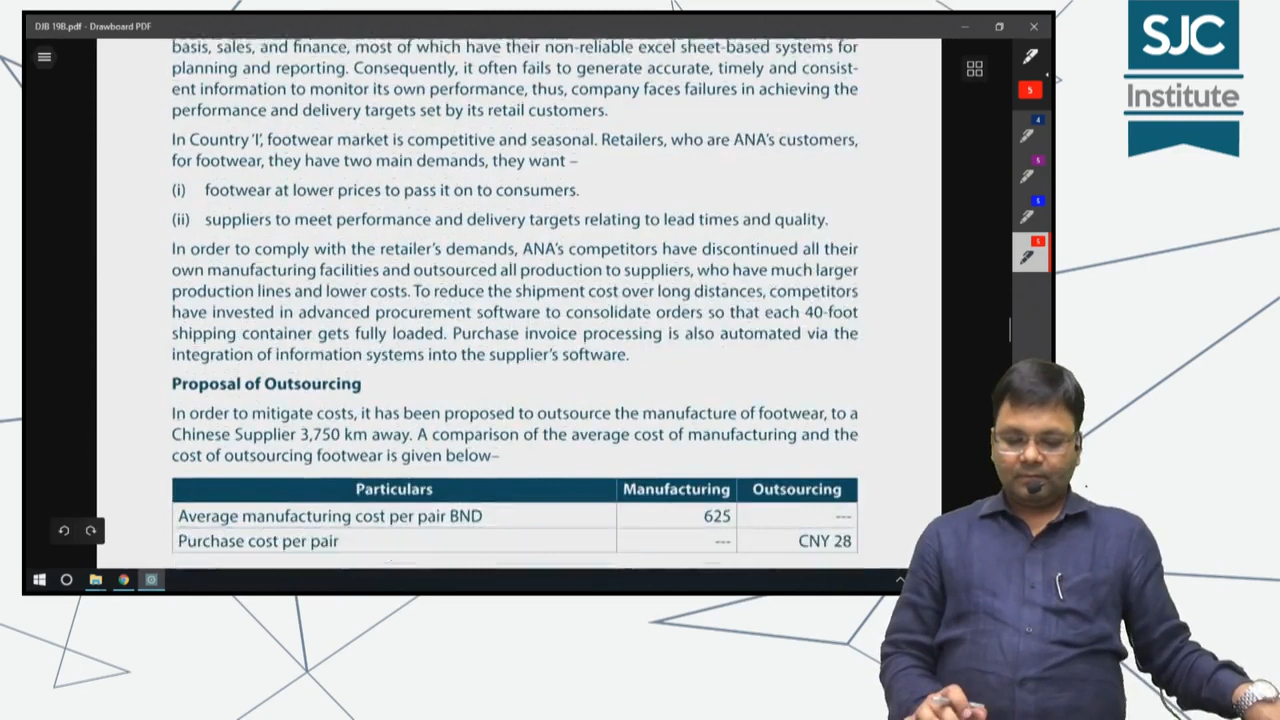 DJB 19B.pdf - Drawboard PDF
SJC
Institute
basis, sales, and finance, most of which have their non-reliable excel sheet-based systems for
planning and reporting. Consequently, it often fails to generate accurate, timely and consist-
ent information to monitor its own performance, thus, company faces failures in achieving the
performance and delivery targets set by its retail customers.
In Country 'I', footwear market is competitive and seasonal. Retailers, who are ANA's customers,
for footwear, they have two main demands, they want –
(i) footwear at lower prices to pass it on to consumers.
(ii) suppliers to meet performance and delivery targets relating to lead times and quality.
In order to comply with the retailer's demands, ANA's competitors have discontinued all their
own manufacturing facilities and outsourced all production to suppliers, who have much larger
production lines and lower costs. To reduce the shipment cost over long distances, competitors
have invested in advanced procurement software to consolidate orders so that each 40-foot
shipping container gets fully loaded. Purchase invoice processing is also automated via the
integration of information systems into the supplier's software.
Proposal of Outsourcing
In order to mitigate costs, it has been proposed to outsource the manufacture of footwear, to a
Chinese Supplier 3,750 km away. A comparison of the average cost of manufacturing and the
cost of outsourcing footwear is given below–
Particulars Manufacturing Outsourcing
Average manufacturing cost per pair BND 625 ---
Purchase cost per pair --- CNY 28
5
4
5
5
5